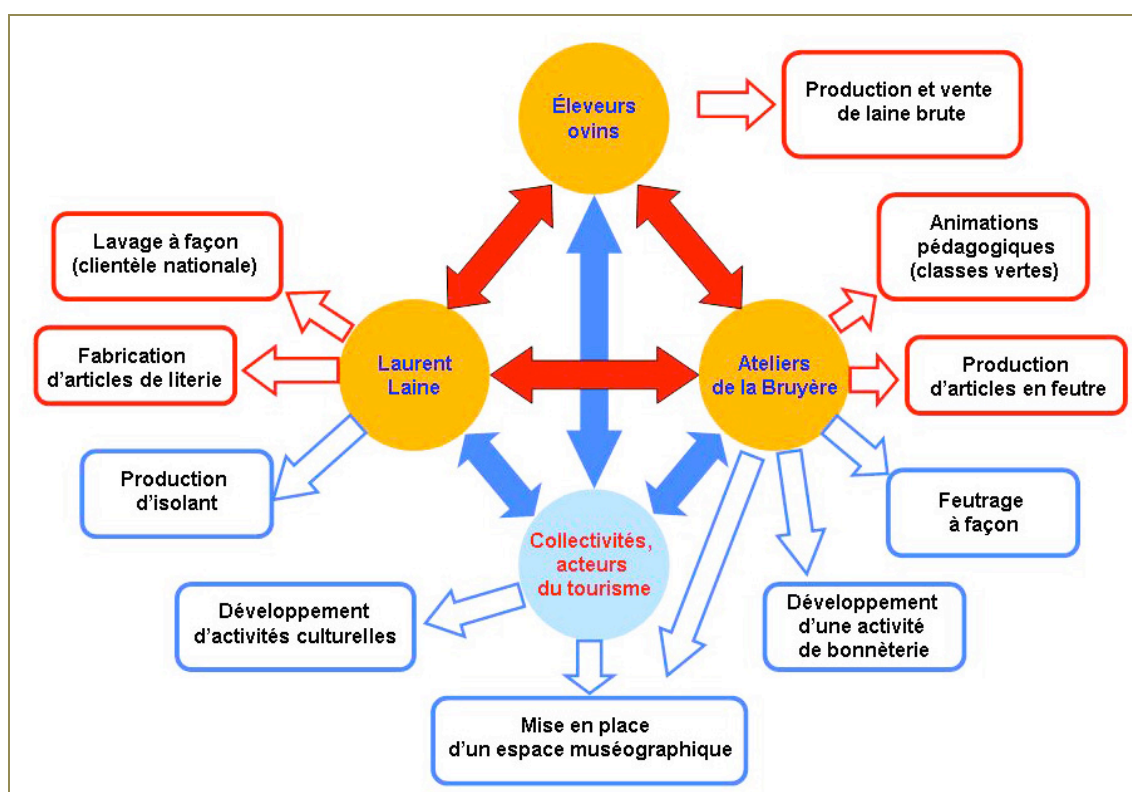 Éleveurs
ovins
Production et vente
de laine brute
Lavage à façon
(clientèle nationale)
Animations
pédagogiques
(classes vertes)
Fabrication
d'articles de literie
Laurent
Laine
Ateliers
de la Bruyère
Production
d'articles en feutre
Production
d'isolant
Feutrage
à façon
Collectivités,
acteurs
du tourisme
Développement
d'activités culturelles
Développement
d'une activité
de bonnèterie
Mise en place
d'un espace muséographique